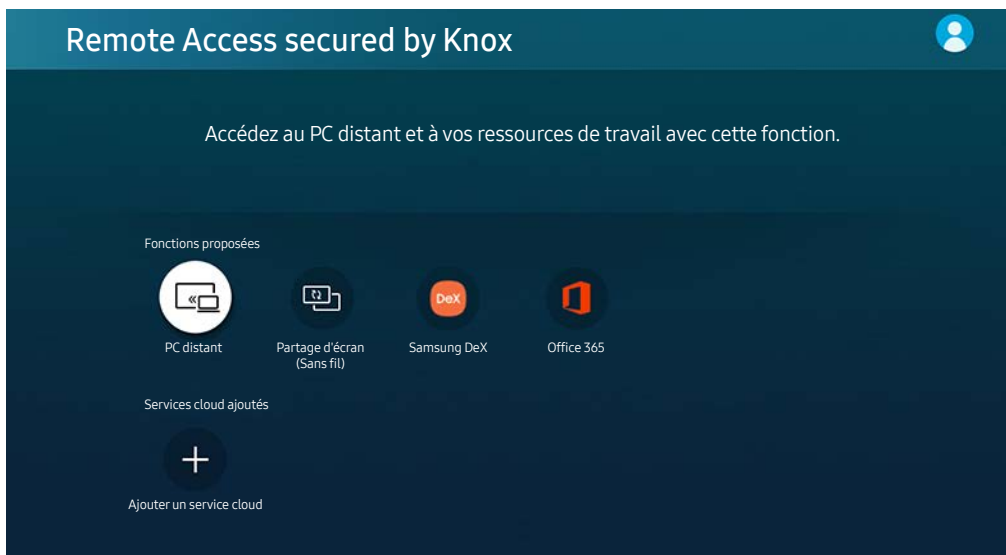 Remote Access secured by Knox
Accédez au PC distant et à vos ressources de travail avec cette fonction.
Fonctions proposées
DeX
PC distant
Partage d'écran
(Sans fil)
Samsung DeX
Office 365
Services cloud ajoutés
Ajouter un service cloud